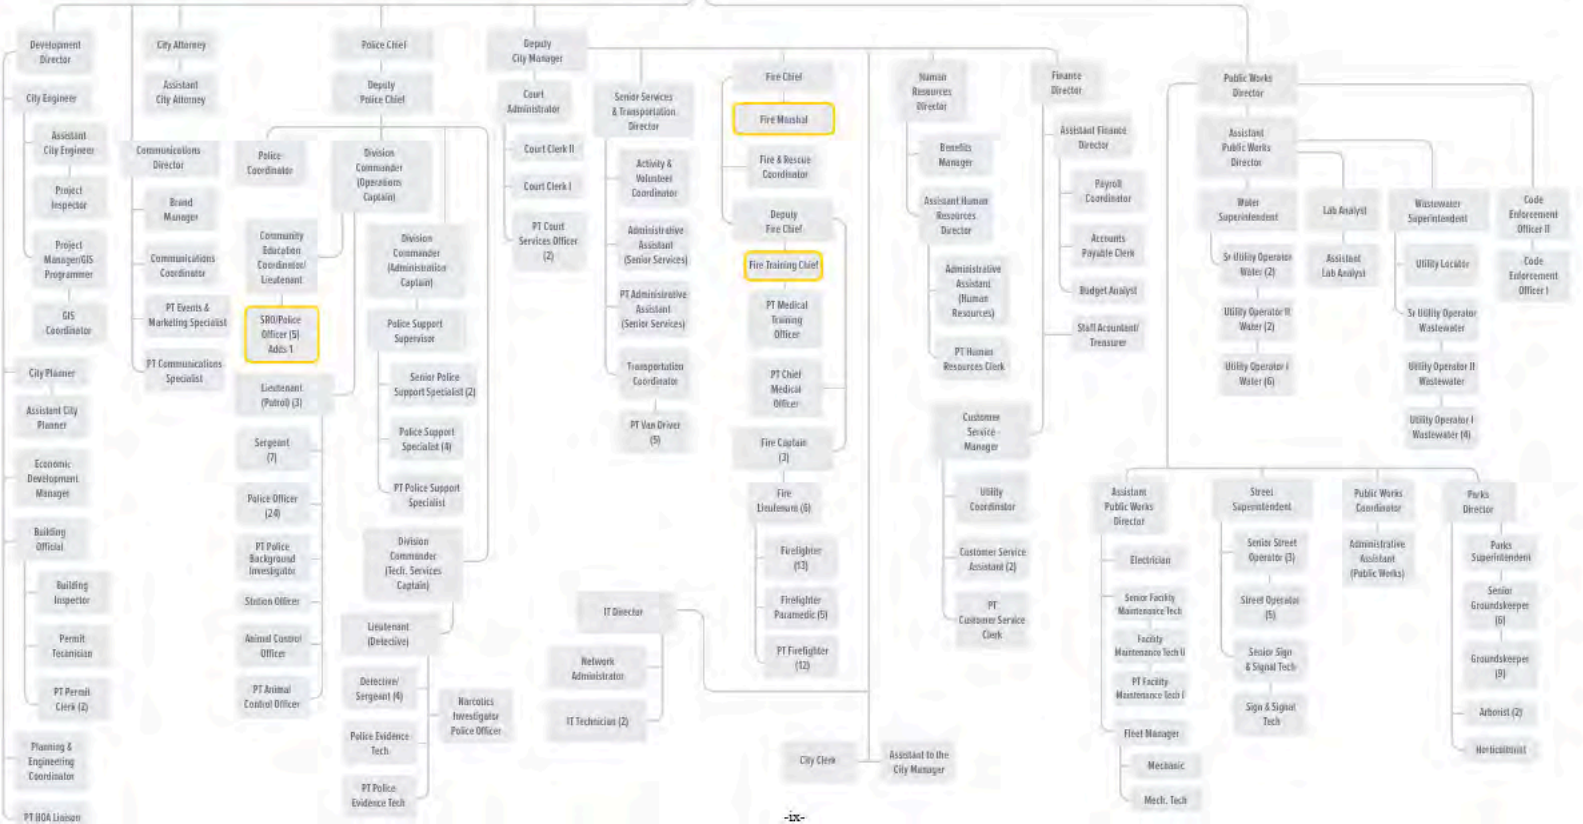 Development
Director
City Engineer
Assistant
City Engineer
Project
Inspector
Project
Manager/GIS
Programmer
GIS
Coordinator
City Planner
Assistant City
Planner
Economic
Development
Manager
Building
Official
Building
Inspector
Permit
Technician
PT Permit
Clerk (2)
Planning &
Engineering
Coordinator
PT HOA Liaison
City Attorney
Assistant
City Attorney
Communications
Director
Brand
Manager
Communications
Coordinator
PT Events &
Marketing Specialist
PT Communications
Specialist
Police Chief
Deputy
Police Chief
Police
Coordinator
Division
Commander
(Operations
Captain)
Community
Education
Coordinator/
Lieutenant
SRO/Police
Officer (5)
Adds 1
Lieutenant
(Patrol) (3)
Sergeant
(7)
Police Officer
(24)
PT Police
Background
Investigator
Station Officer
Animal Control
Officer
PT Animal
Control Officer
Division
Commander
(Administration
Captain)
Police Support
Supervisor
Senior Police
Support Specialist (2)
Police Support
Specialist (4)
PT Police Support
Specialist
Division
Commander
(Tech. Services
Captain)
Lieutenant
(Detective)
Detective/
Sergeant (4)
Police Evidence
Tech
PT Police
Evidence Tech
Narcotics
Investigator
Police Officer
Deputy
City Manager
Court
Administrator
Court Clerk II
Court Clerk I
PT Court
Services Officer
(2)
Senior Services
& Transportation
Director
Activity &
Volunteer
Coordinator
Administrative
Assistant
(Senior Services)
PT Administrative
Assistant
(Senior Services)
Transportation
Coordinator
PT Van Driver
(5)
Fire Chief
Fire Marshal
Fire & Rescue
Coordinator
Deputy
Fire Chief
Fire Training Chief
PT Medical
Training
Officer
PT Chief
Medical
Officer
Fire Captain
(3)
Fire
Lieutenant (6)
Firefighter
(13)
Firefighter
Paramedic (5)
PT Firefighter
(12)
IT Director
Network
Administrator
IT Technician (2)
City Clerk
Assistant to the
City Manager
Human
Resources
Director
Benefits
Manager
Assistant Human
Resources
Director
Administrative
Assistant
(Human
Resources)
PT Human
Resources Clerk
Finance
Director
Assistant Finance
Director
Payroll
Coordinator
Accounts
Payable Clerk
Budget Analyst
Staff Acountant/
Treasurer
Customer
Service
Manager
Utility
Coordinator
Customer Service
Assistant (2)
PT
Customer Service
Clerk
Public Works
Director
Assistant
Public Works
Director
Water
Superintendent
Sr Utility Operator
Water (2)
Utility Operator II
Water (2)
Utility Operator I
Water (6)
Lab Analyst
Assistant
Lab Analyst
Wastewater
Superintendent
Utility Locator
Sr Utility Operator
Wastewater
Utility Operator II
Wastewater
Utility Operator I
Wastewater (4)
Code
Enforcement
Officer II
Code
Enforcement
Officer I
Assistant
Public Works
Director
Electrician
Senior Facility
Maintenance Tech
Facility
Maintenance Tech II
PT Facility
Maintenance Tech I
Fleet Manager
Mechanic
Mech. Tech
Street
Superintendent
Senior Street
Operator (3)
Street Operator
(5)
Senior Sign
& Signal Tech
Sign & Signal
Tech
Public Works
Coordinator
Administrative
Assistant
(Public Works)
Parks
Director
Parks
Superintendent
Senior
Groundskeeper
(6)
Groundskeeper
(9)
Arborist (2)
Horticulturist
-ix-